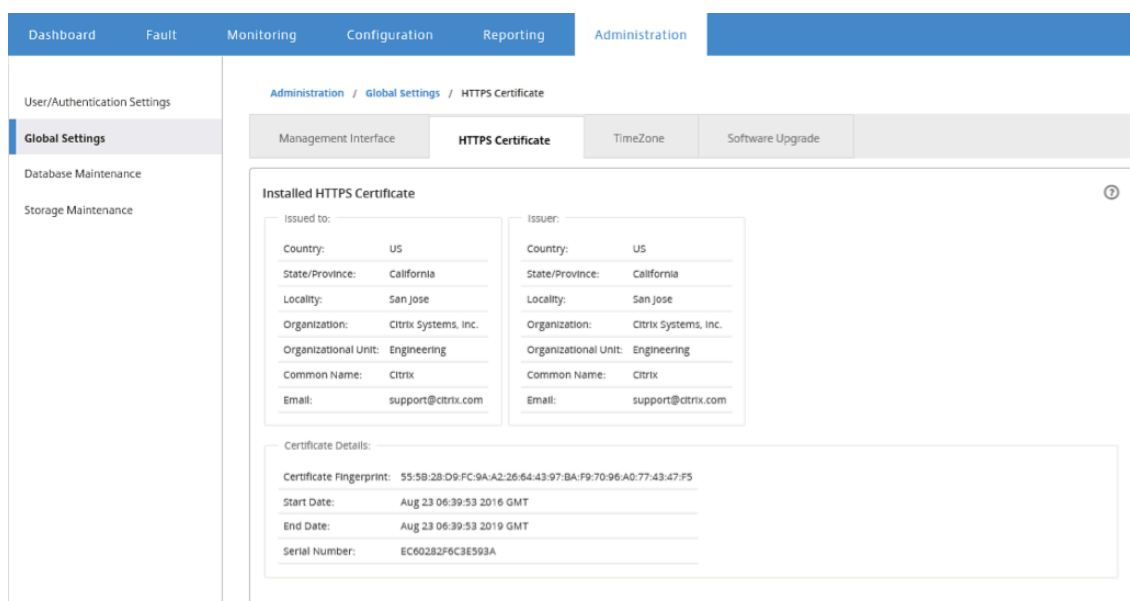 Dashboard Fault Monitoring Configuration Reporting Administration
User/Authentication Settings
Global Settings
Database Maintenance
Storage Maintenance
Administration / Global Settings / HTTPS Certificate
Management Interface HTTPS Certificate TimeZone Software Upgrade
Installed HTTPS Certificate ?
Issued to:
Country: US
State/Province: California
Locality: San Jose
Organization: Citrix Systems, Inc.
Organizational Unit: Engineering
Common Name: Citrix
Email: support@citrix.com
Issuer:
Country: US
State/Province: California
Locality: San Jose
Organization: Citrix Systems, Inc.
Organizational Unit: Engineering
Common Name: Citrix
Email: support@citrix.com
Certificate Details:
Certificate Fingerprint: 55:5B:28:D9:FC:9A:A2:26:64:43:97:BA:F9:70:96:A0:77:43:47:F5
Start Date: Aug 23 06:39:53 2016 GMT
End Date: Aug 23 06:39:53 2019 GMT
Serial Number: EC60282F6C3E593A